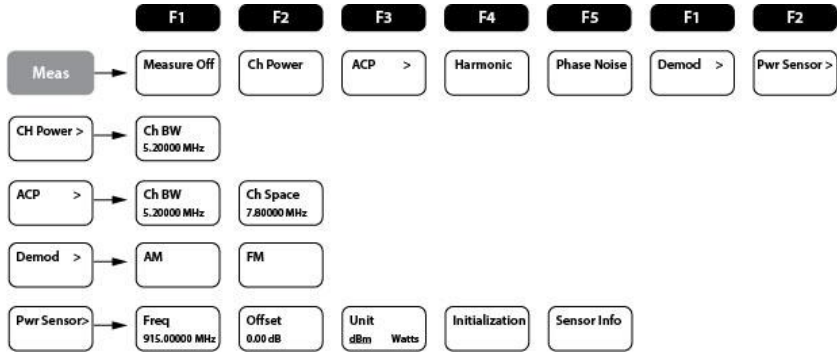 F1 F2 F3 F4 F5 F1 F2
Meas Measure Off Ch Power ACP > Harmonic Phase Noise Demod > Pwr Sensor >
CH Power > Ch BW
5.20000 MHz
ACP > Ch BW Ch Space
5.20000 MHz 7.80000 MHz
Demod > AM FM
Pwr Sensor> Freq Offset Unit Initialization Sensor Info
915.00000 MHz 0.00 dB dBm Watts